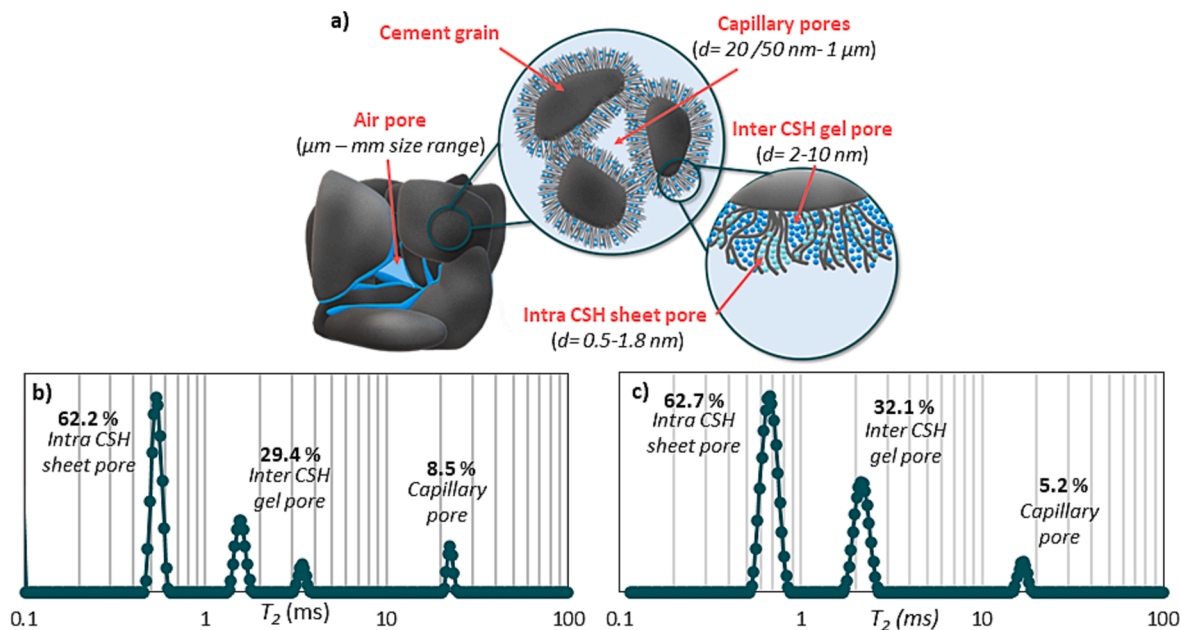 a)
Cement grain
Capillary pores
(d= 20 /50 nm- 1 µm)
Air pore
(µm – mm size range)
Inter CSH gel pore
(d= 2-10 nm)
Intra CSH sheet pore
(d= 0.5-1.8 nm)
b)
62.2 %
Intra CSH
sheet pore
29.4 %
Inter CSH
gel pore
8.5 %
Capillary
pore
0.1
1
T2 (ms)
10
100
c)
62.7 %
Intra CSH
sheet pore
32.1 %
Inter CSH
gel pore
5.2 %
Capillary
pore
0.1
1
T2 (ms)
10
100